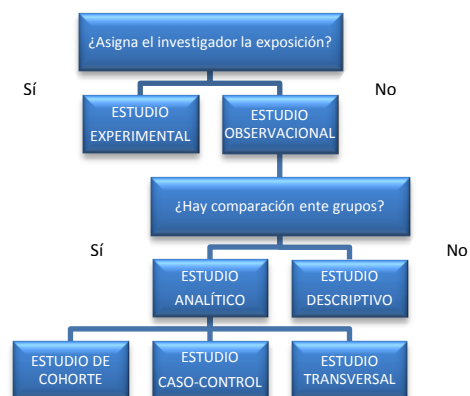 ¿Asigna el investigador la exposición?
Sí
No
ESTUDIO
EXPERIMENTAL
ESTUDIO
OBSERVACIONAL
¿Hay comparación ente grupos?
Sí
No
ESTUDIO
ANALÍTICO
ESTUDIO
DESCRIPTIVO
ESTUDIO DE
COHORTE
ESTUDIO
CASO-CONTROL
ESTUDIO
TRANSVERSAL